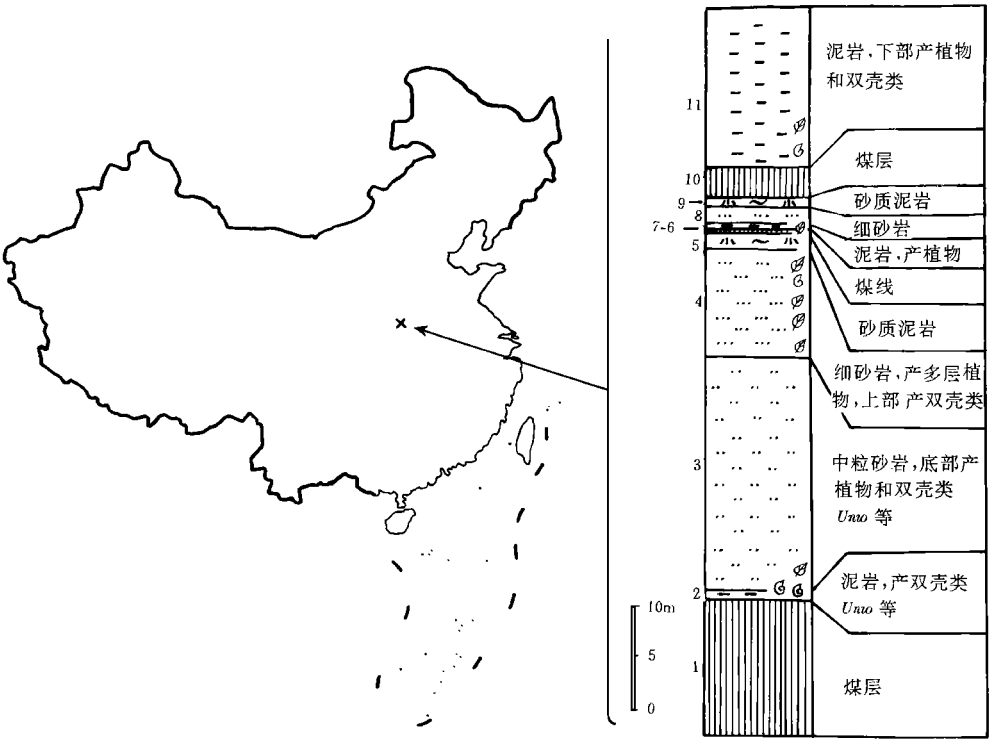 泥岩,下部产植物
和双壳类
11
煤层
10
砂质泥岩
9
8
细砂岩
7-6
泥岩,产植物
5
煤线
4
砂质泥岩
细砂岩,产多层植
物,上部产双壳类
3
中粒砂岩,底部产
植物和双壳类
Unio 等
2
泥岩,产双壳类
Unio 等
10m
5
0
1
煤层